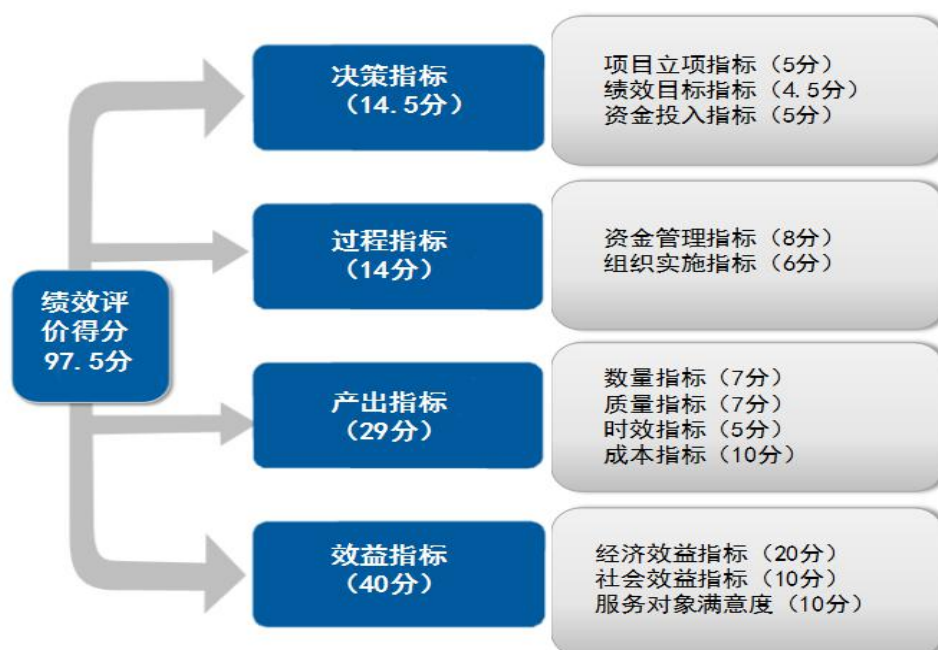 绩效评
价得分
97.5分
决策指标
（14.5分）
项目立项指标（5分）
绩效目标指标（4.5分）
资金投入指标（5分）
过程指标
（14分）
资金管理指标（8分）
组织实施指标（6分）
产出指标
（29分）
数量指标（7分）
质量指标（7分）
时效指标（5分）
成本指标（10分）
效益指标
（40分）
经济效益指标（20分）
社会效益指标（10分）
服务对象满意度（10分）